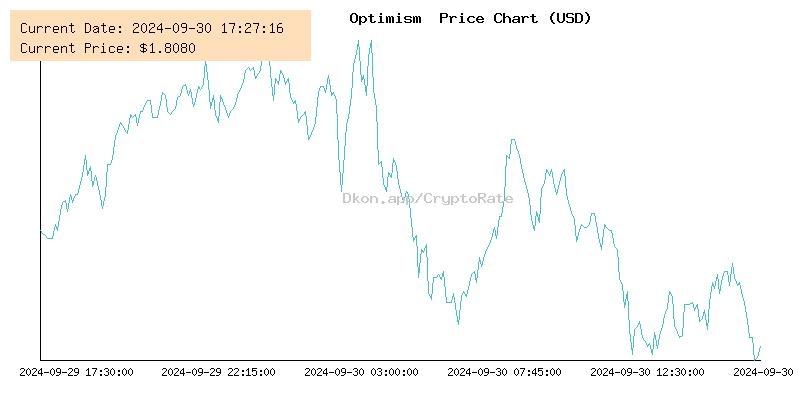 Optimism Price Chart (USD)
Current Date: 2024-09-30 17:27:16
Current Price: $1.8080
Dkon.app/CryptoRate
2024-09-29 17:30:00 2024-09-29 22:15:00 2024-09-30 03:00:00 2024-09-30 07:45:00 2024-09-30 12:30:00 2024-09-30